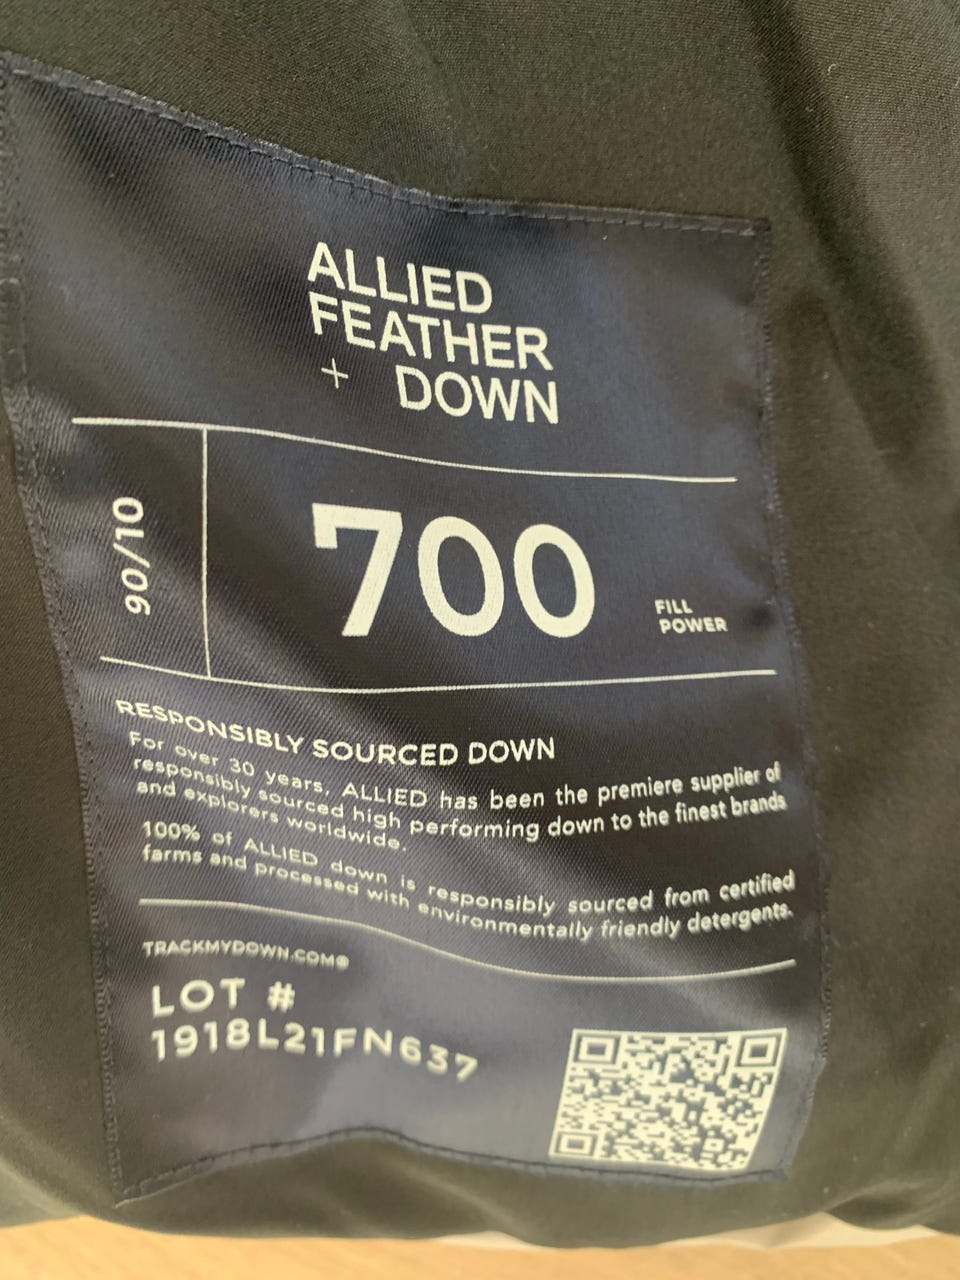 ALLIED
FEATHER
+ DOWN
01/06
700
FILL
POWER
RESPONSIBLY SOURCED DOWN
For over 30 years, ALLIED has been the premiere supplier of
responsibly sourced high performing down to the finest brands
and explorers worldwide.
100% of ALLIED down is responsibly sourced from certified
farms and processed with environmentally friendly detergents.
TRACKMYDOWN.COM®
LOT #
1918L21FN637